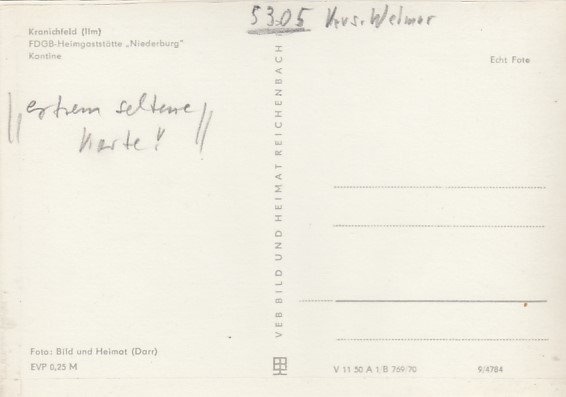 5305 Krs. Weimar
Kranichfeld (Ilm)
FDGB-Heimgaststätte „Niederburg"
Kantine
Echt Foto
extrem seltene
Karte!
VEB BILD UND HEIMAT REICHENBACH
Foto: Bild und Heimat (Darr)
EVP 0,25 M
V 11 50 A 1/B 769/70
9/4784